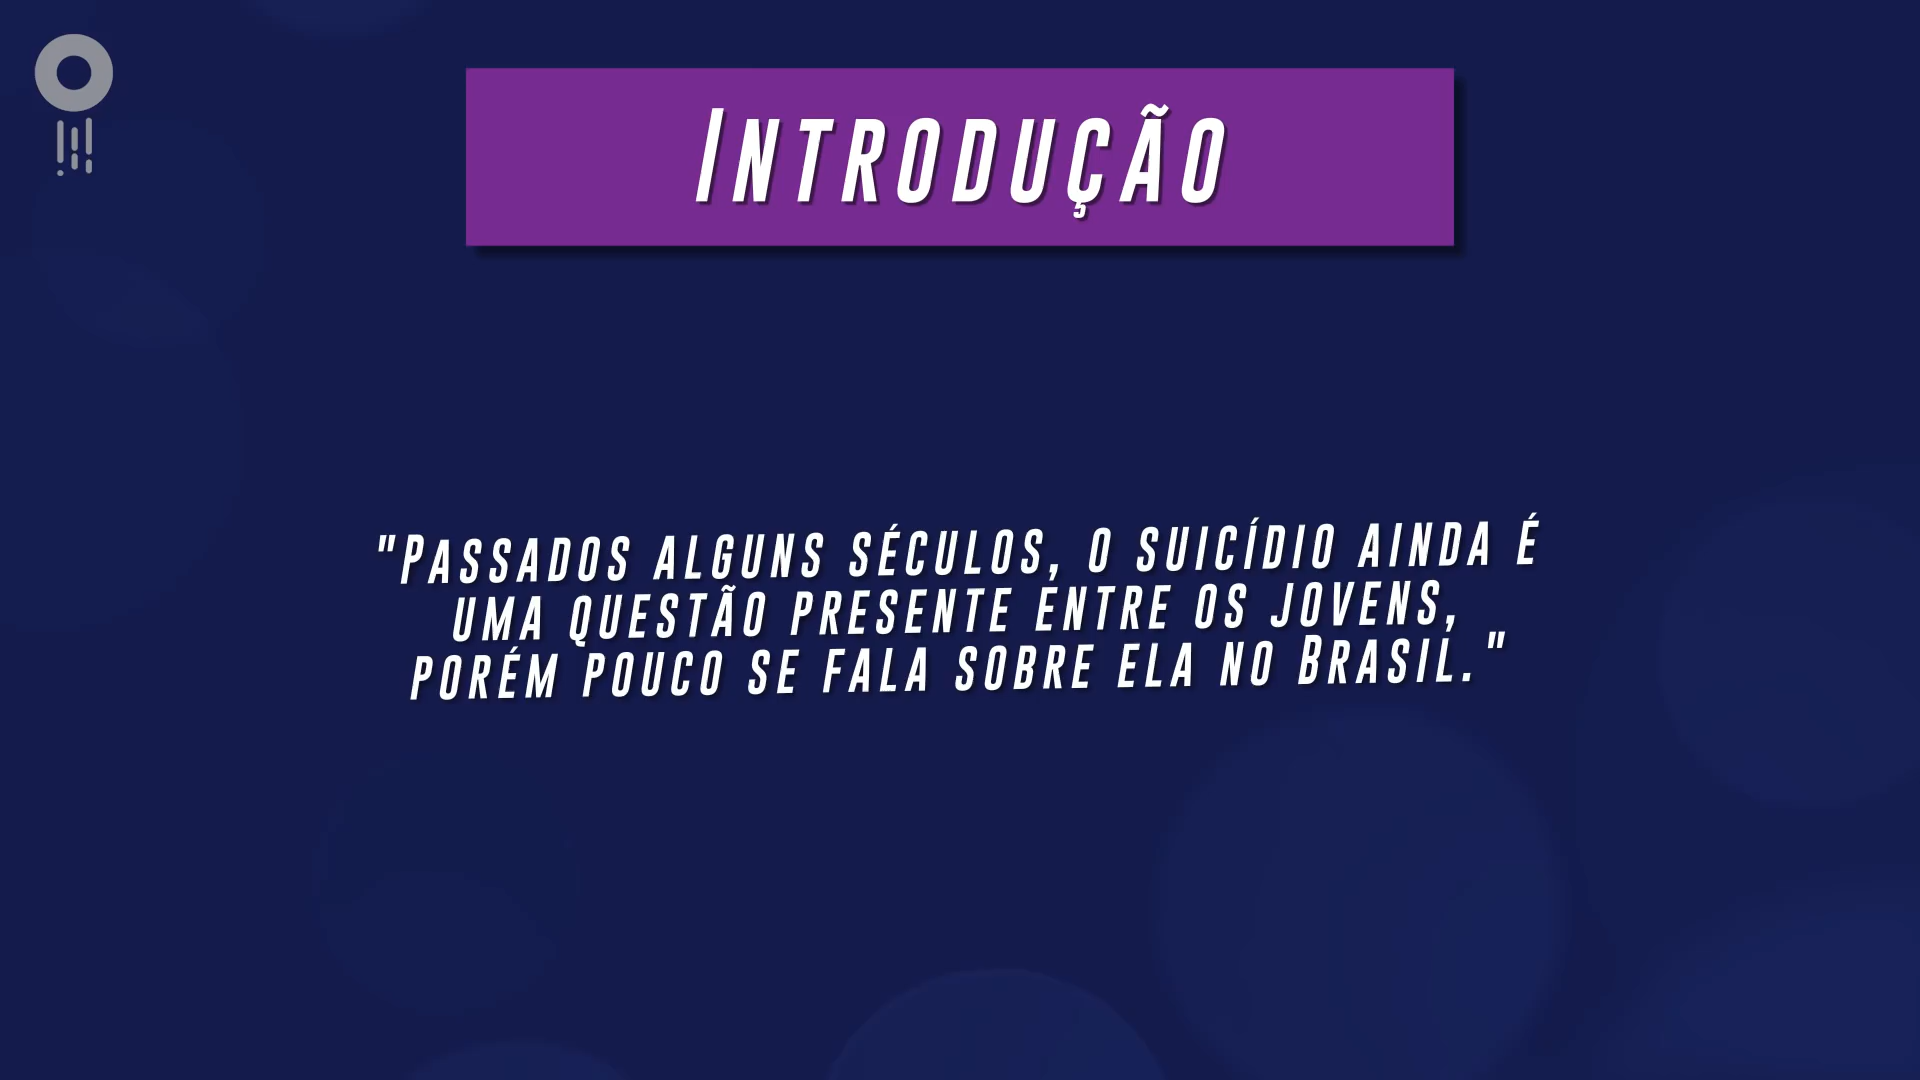 Introdução
"Passados alguns séculos, o suicídio ainda é
uma questão presente entre os jovens,
porém pouco se fala sobre ela no Brasil."